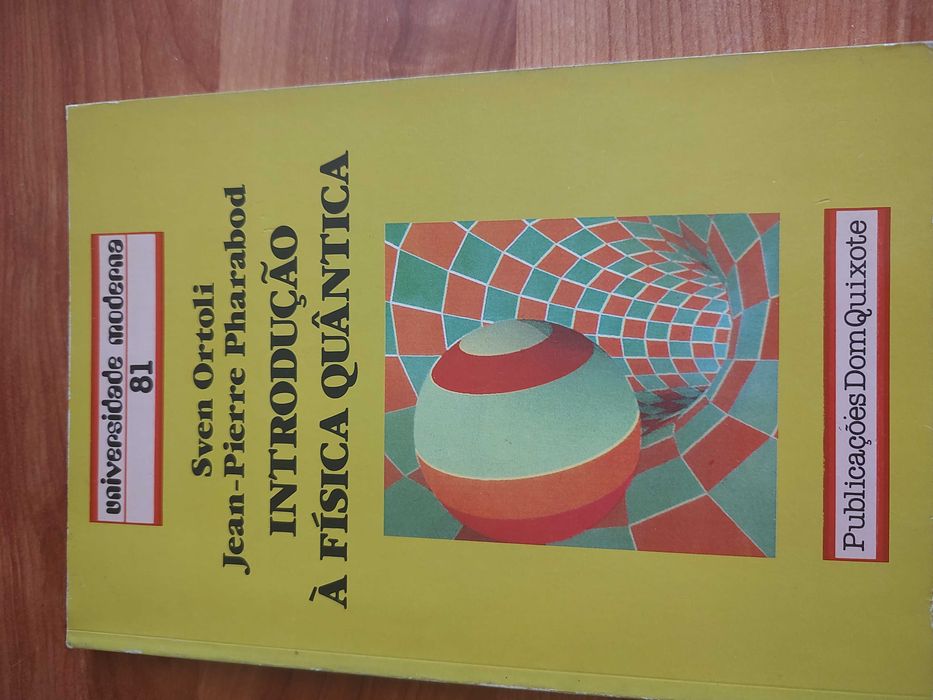 universidade moderna
81
Sven Ortoli
Jean-Pierre Pharabod
INTRODUÇÃO
À FÍSICA QUÂNTICA
Publicações Dom Quixote